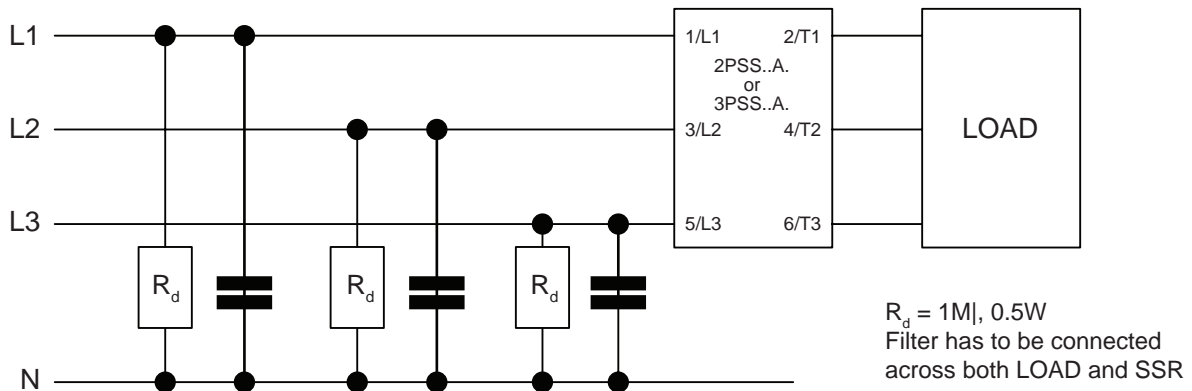 L1
1/L1 2/T1
2PSS..A.
or
3PSS..A.
L2
3/L2 4/T2
LOAD
L3
5/L3 6/T3
Rd Rd Rd
N
Rd = 1M|, 0.5W
Filter has to be connected
across both LOAD and SSR